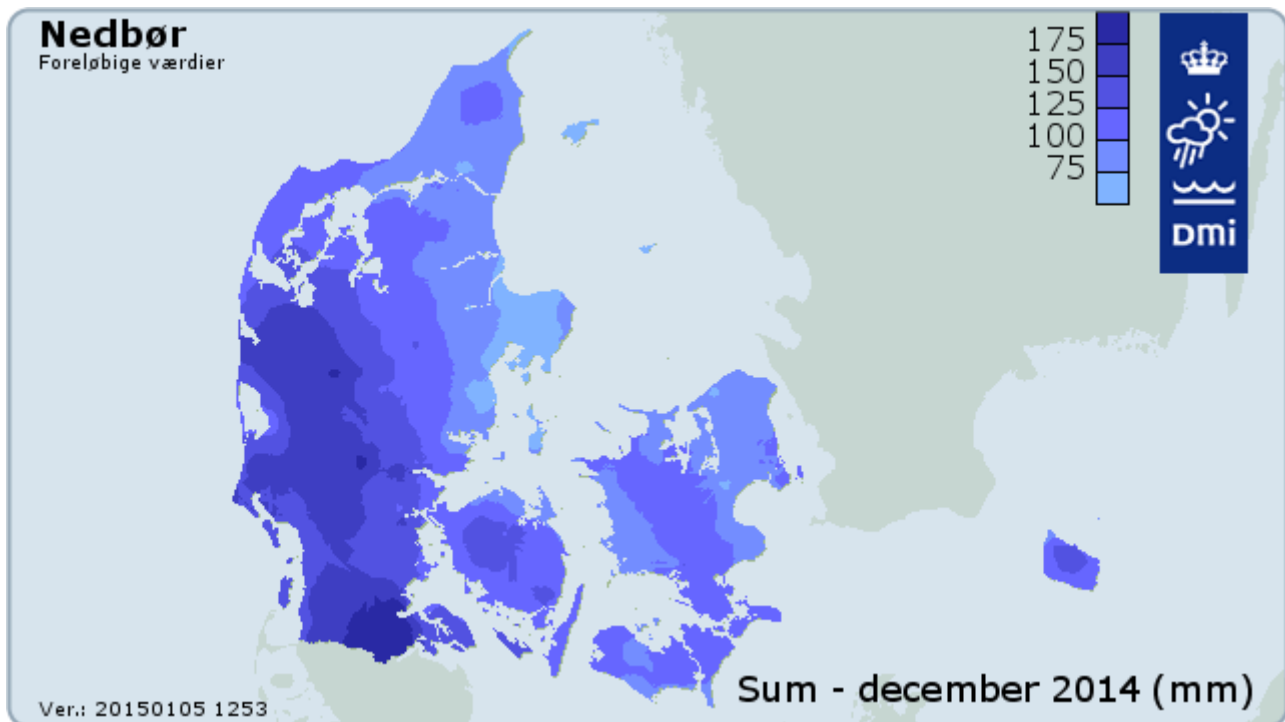 Nedbør
Foreløbige værdier
175
150
125
100
75
DMi
Sum - december 2014 (mm)
Ver.: 20150105 1253